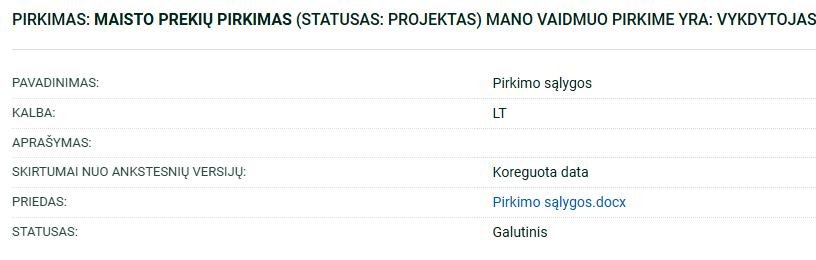 PIRKIMAS: MAISTO PREKIŲ PIRKIMAS (STATUSAS: PROJEKTAS) MANO VAIDMUO PIRKIME YRA: VYKDYTOJAS
PAVADINIMAS: Pirkimo sąlygos
KALBA: LT
APRAŠYMAS:
SKIRTUMAI NUO ANKSTESNIŲ VERSIJŲ: Koreguota data
PRIEDAS: Pirkimo sąlygos.docx
STATUSAS: Galutinis